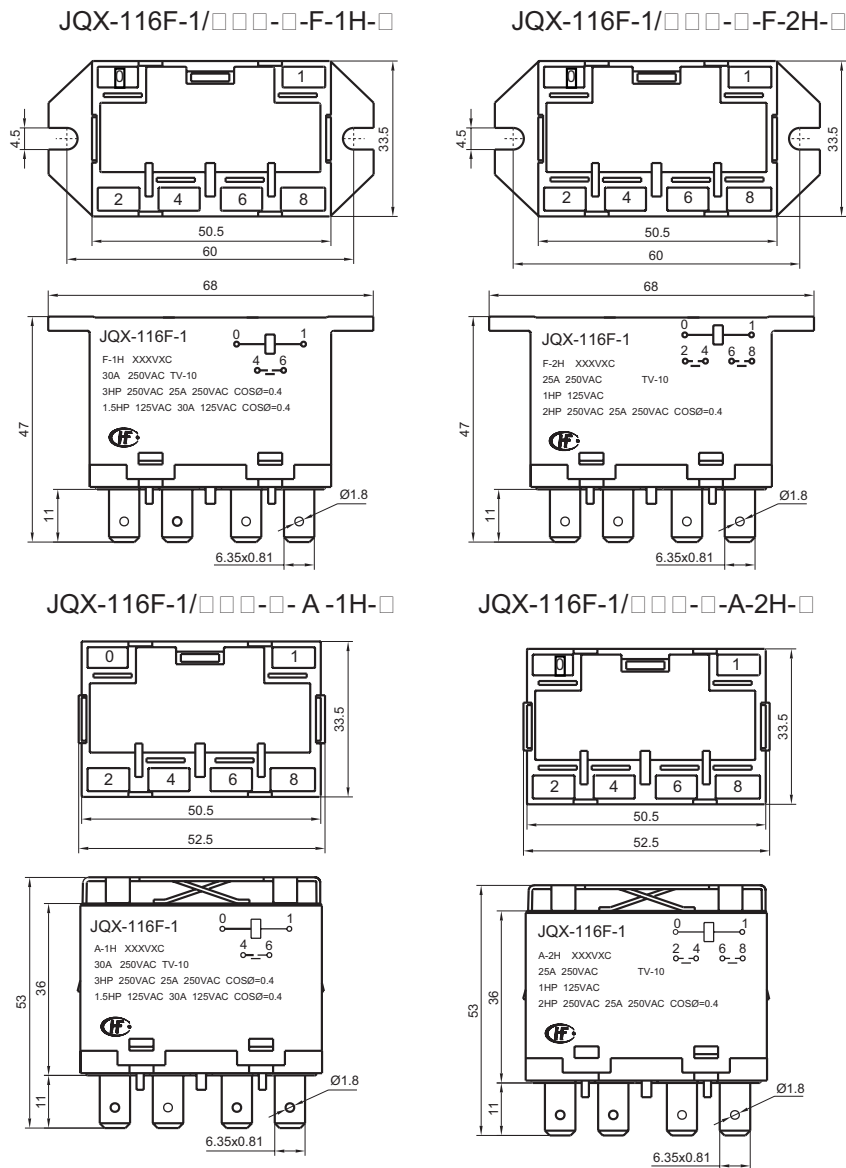 JQX-116F-1/□□□-□-F-1H-□
0
1
4.5
33.5
2 4 6 8
50.5
60
68
JQX-116F-1
0 1
F-1H XXXVXC
4 6
30A 250VAC TV-10
3HP 250VAC 25A 250VAC COSØ=0.4
1.5HP 125VAC 30A 125VAC COSØ=0.4
47
HF
11
Ø1.8
6.35x0.81
JQX-116F-1/□□□-□-F-2H-□
0
1
4.5
33.5
2 4 6 8
50.5
60
68
JQX-116F-1
0 1
2 4 6 8
F-2H XXXVXC
25A 250VAC TV-10
1HP 125VAC
2HP 250VAC 25A 250VAC COSØ=0.4
47
HF
11
Ø1.8
6.35x0.81
JQX-116F-1/□□□-□- A -1H-□
0 1
33.5
2 4 6 8
50.5
52.5
JQX-116F-1
0 1
4 6
A-1H XXXVXC
30A 250VAC TV-10
3HP 250VAC 25A 250VAC COSØ=0.4
1.5HP 125VAC 30A 125VAC COSØ=0.4
53
36
HF
11
Ø1.8
6.35x0.81
JQX-116F-1/□□□-□-A-2H-□
0 1
33.5
2 4 6 8
50.5
52.5
JQX-116F-1
0 1
2 4 6 8
A-2H XXXVXC
25A 250VAC TV-10
1HP 125VAC
2HP 250VAC 25A 250VAC COSØ=0.4
53
36
HF
11
Ø1.8
6.35x0.81